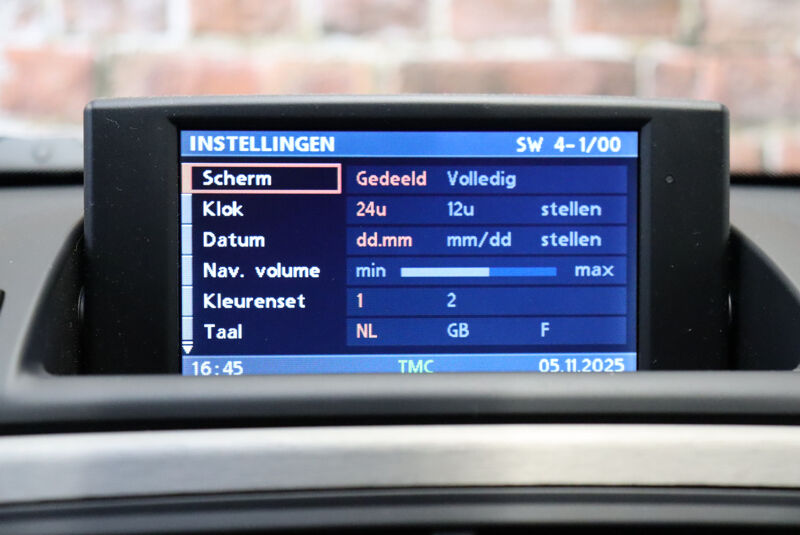 INSTELLINGEN SW 4-1/00
Scherm Gedeeld Volledig
Klok 24u 12u stellen
Datum dd.mm mm/dd stellen
Nav. volume min max
Kleurenset 1 2
Taal NL GB F
16:45 TMC 05.11.2025